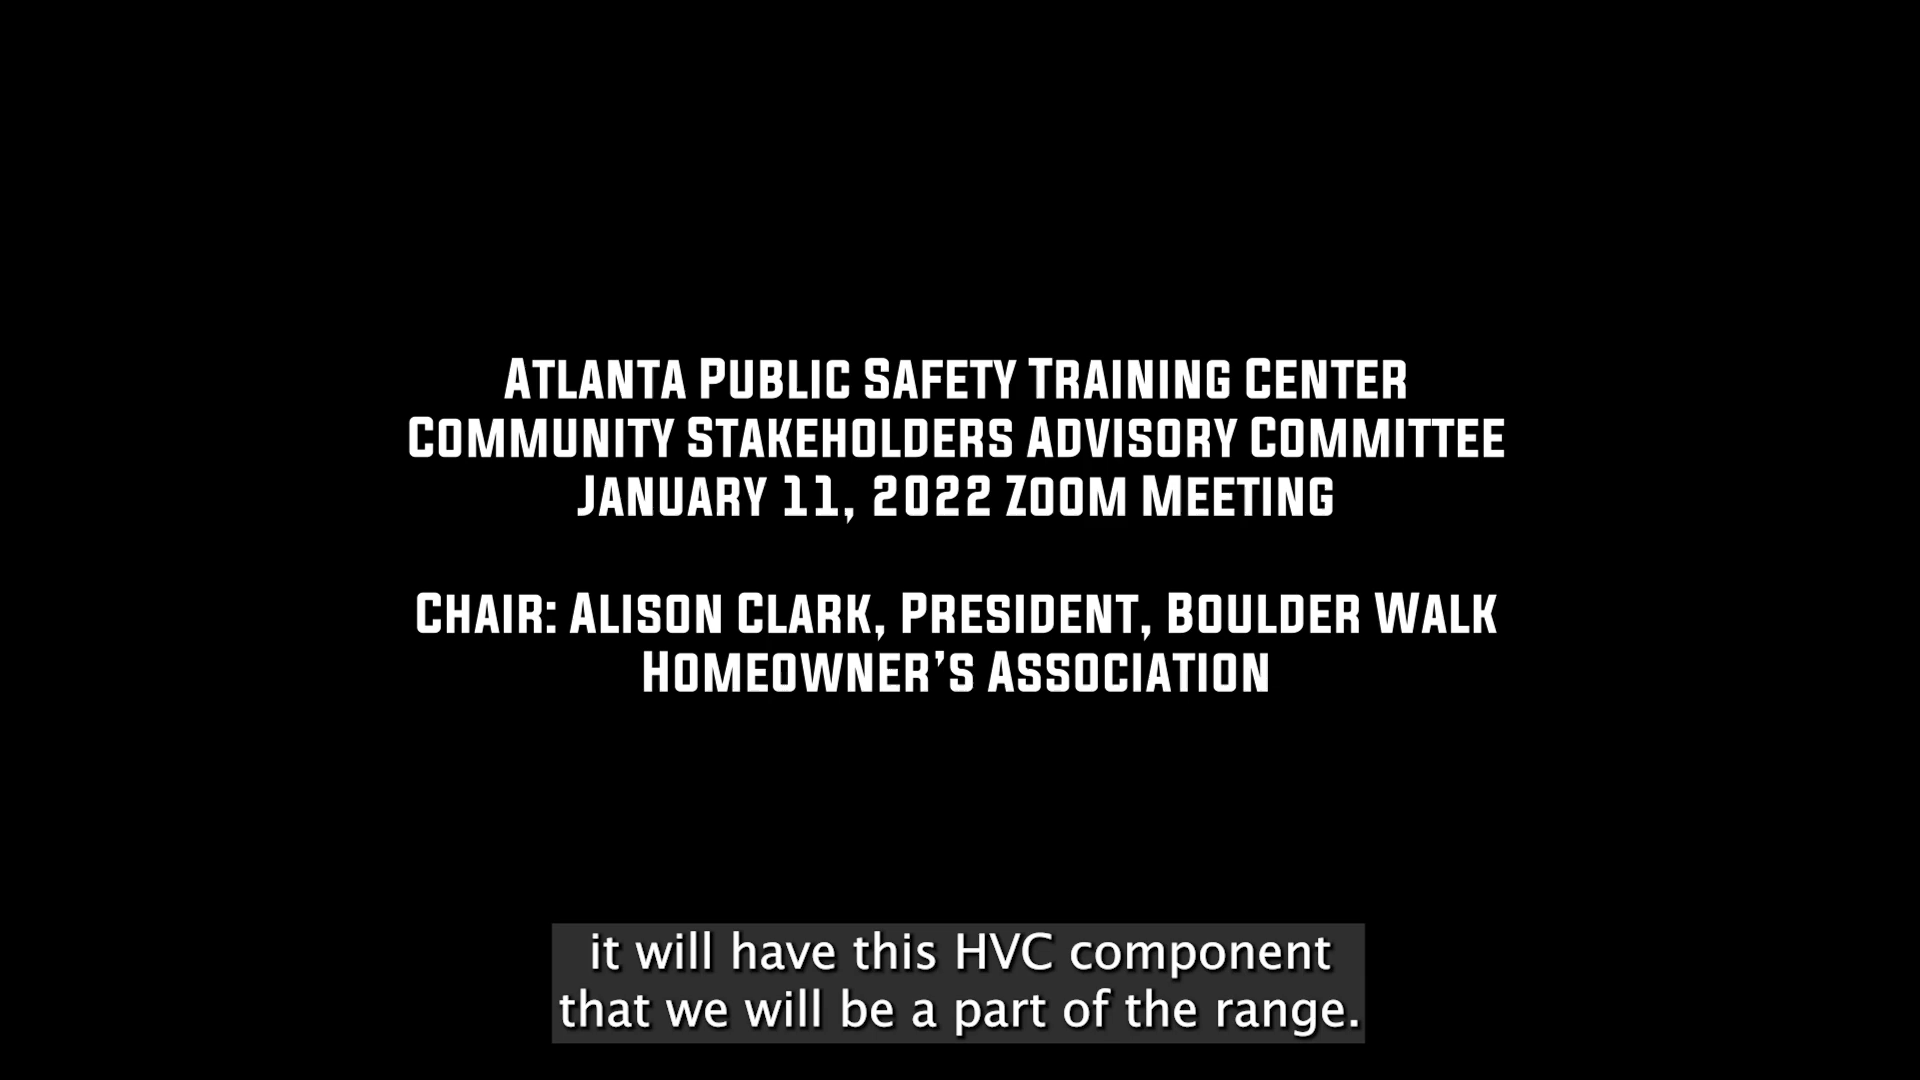 Atlanta Public Safety Training Center
Community Stakeholders Advisory Committee
January 11, 2022 Zoom Meeting
Chair: Alison Clark, President, Boulder Walk
Homeowner's Association
it will have this HVC component
that we will be a part of the range.